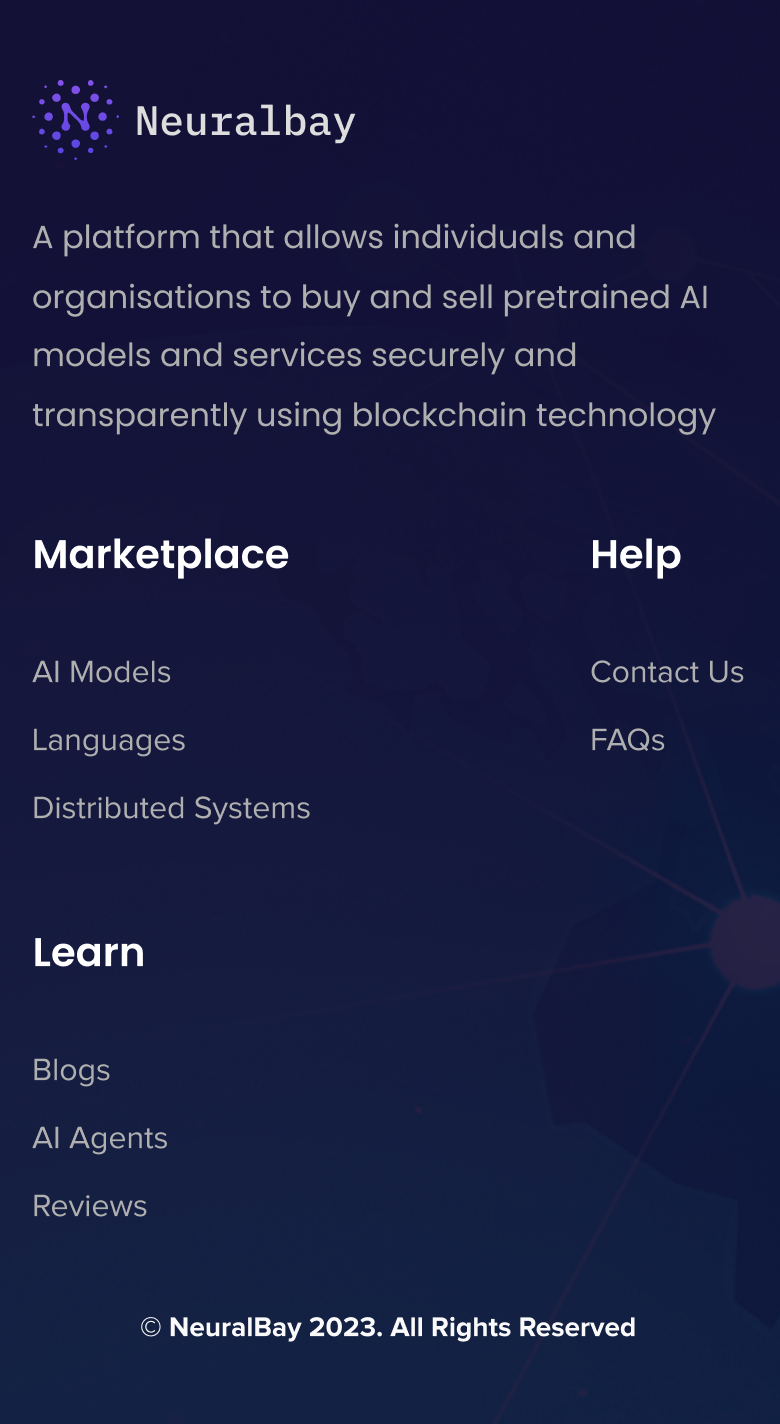 Neuralbay
A platform that allows individuals and
organisations to buy and sell pretrained AI
models and services securely and
transparently using blockchain technology
Marketplace
AI Models
Languages
Distributed Systems
Help
Contact Us
FAQs
Learn
Blogs
AI Agents
Reviews
© NeuralBay 2023. All Rights Reserved